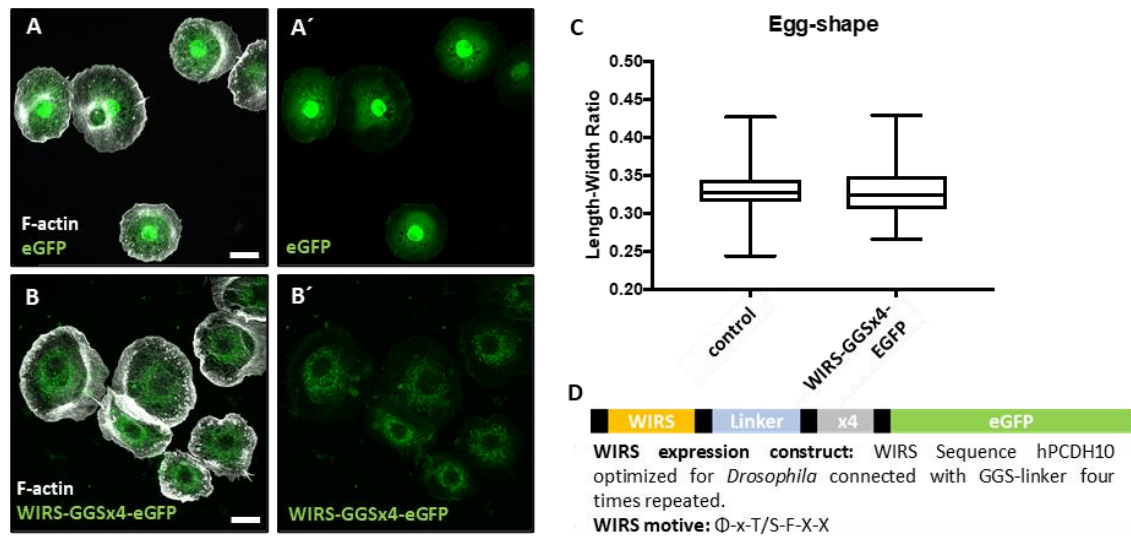 A
F-actin
eGFP
A´
eGFP
B
F-actin
WIRS-GGSx4-eGFP
B´
WIRS-GGSx4-eGFP
C
Egg-shape
Length-Width Ratio
0.50
0.45
0.40
0.35
0.30
0.25
0.20
control
WIRS-GGSx4-
EGFP
D
WIRS Linker x4 eGFP
WIRS expression construct: WIRS Sequence hPCDH10
optimized for Drosophila connected with GGS-linker four
times repeated.
WIRS motive: Φ-x-T/S-F-X-X